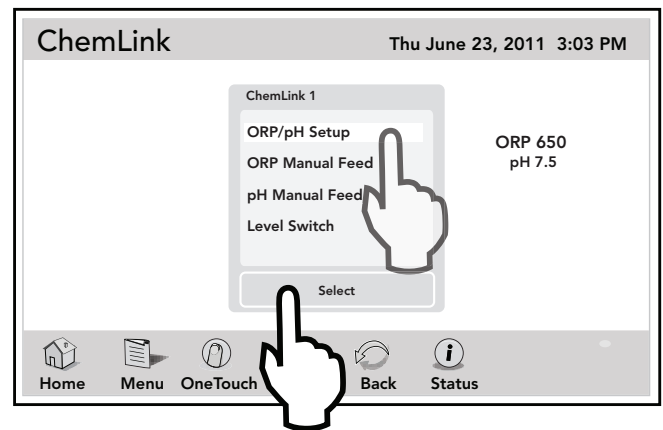 ChemLink Thu June 23, 2011 3:03 PM
ChemLink 1
ORP/pH Setup
ORP Manual Feed
pH Manual Feed
Level Switch
ORP 650
pH 7.5
Select
Home Menu OneTouch Back Status